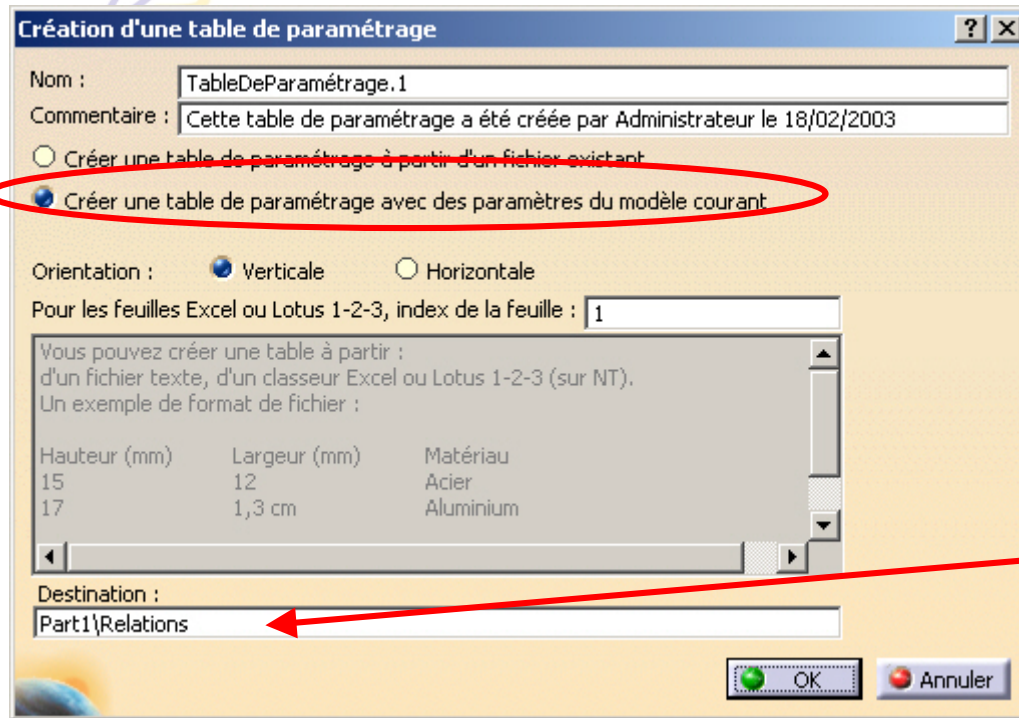 Création d'une table de paramétrage
Nom : TableDeParamétrage.1
Commentaire : Cette table de paramétrage a été créée par Administrateur le 18/02/2003
Créer une table de paramétrage à partir d'un fichier existant
Créer une table de paramétrage avec des paramètres du modèle courant
Orientation : Verticale Horizontale
Pour les feuilles Excel ou Lotus 1-2-3, index de la feuille : 1
Vous pouvez créer une table à partir :
d'un fichier texte, d'un classeur Excel ou Lotus 1-2-3 (sur NT).
Un exemple de format de fichier :
Hauteur (mm) Largeur (mm) Matériau
15 12 Acier
17 1,3 cm Aluminium
Destination :
Part1\Relations
OK Annuler